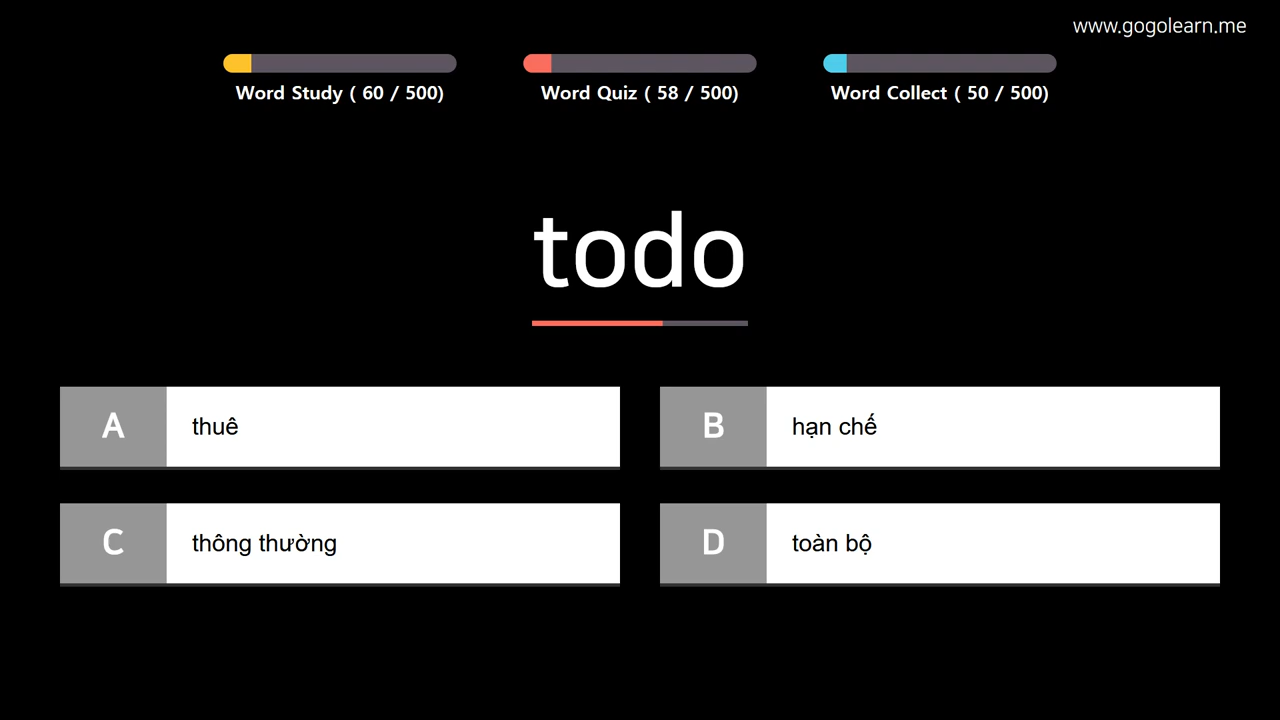 www.gogolearn.me
Word Study ( 60 / 500)
Word Quiz ( 58 / 500)
Word Collect ( 50 / 500)
todo
A
thuê
B
hạn chế
C
thông thường
D
toàn bộ